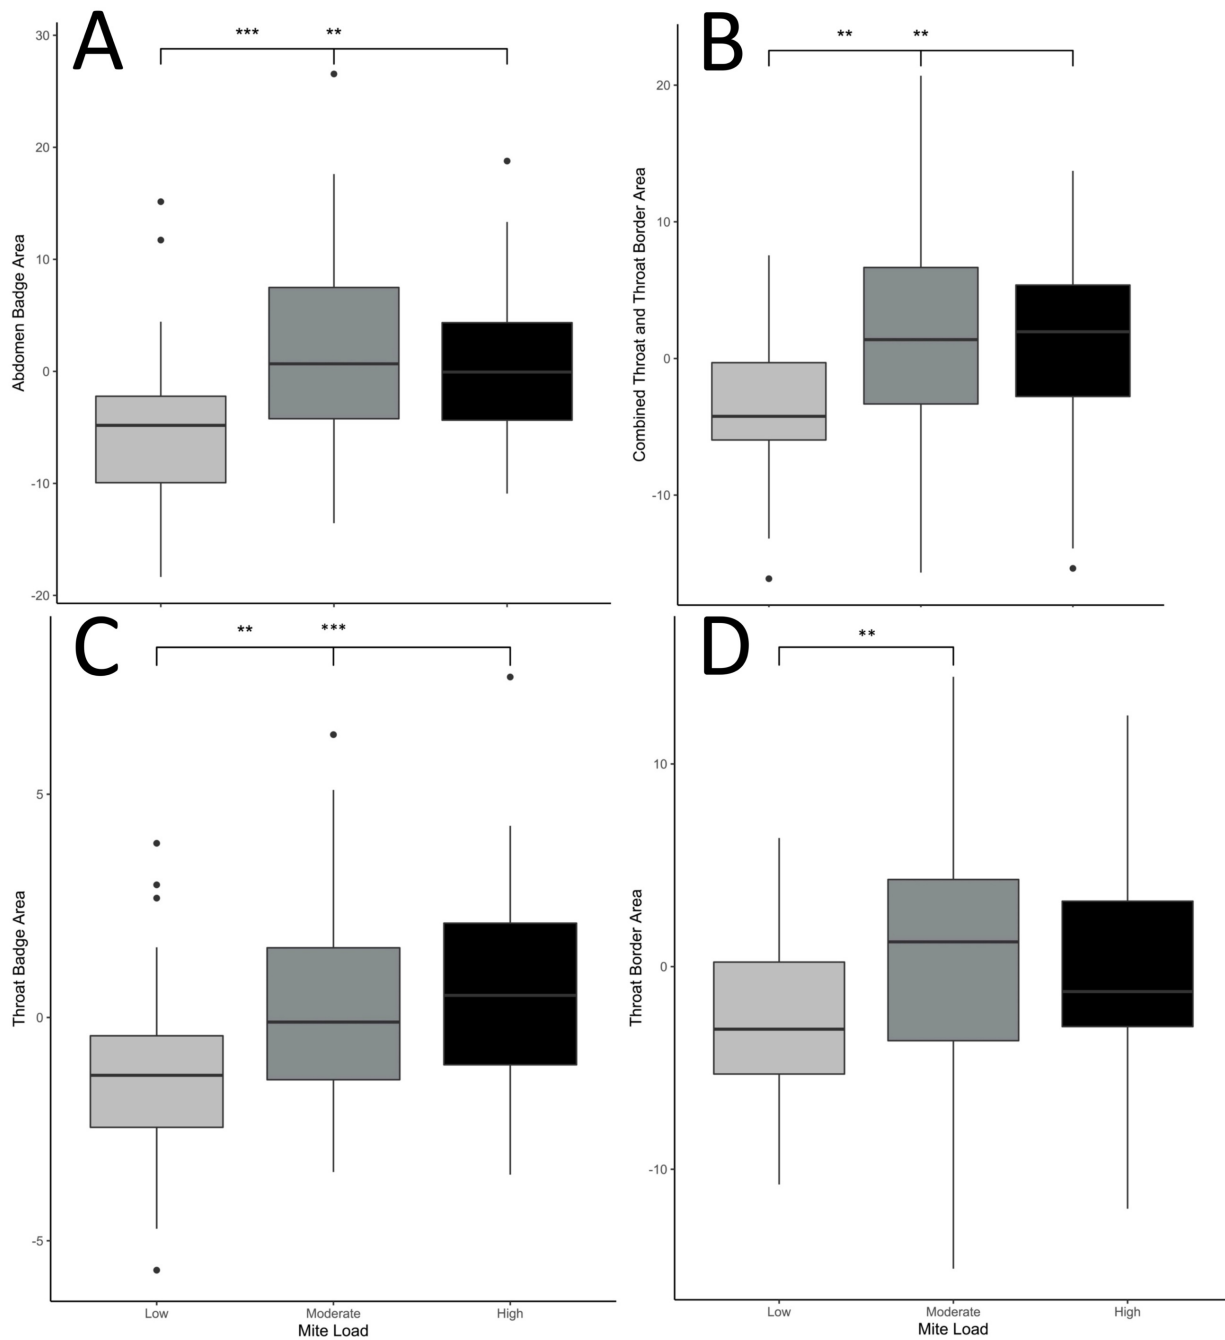 A
*** **
30
20
10
0
-10
-20
Abdomen Badge Area
B
** **
20
10
0
-10
Combined Throat and Throat Border Area
C
** ***
5
0
-5
Throat Badge Area
Low Moderate High
Mite Load
D
**
10
0
-10
Throat Border Area
Low Moderate High
Mite Load